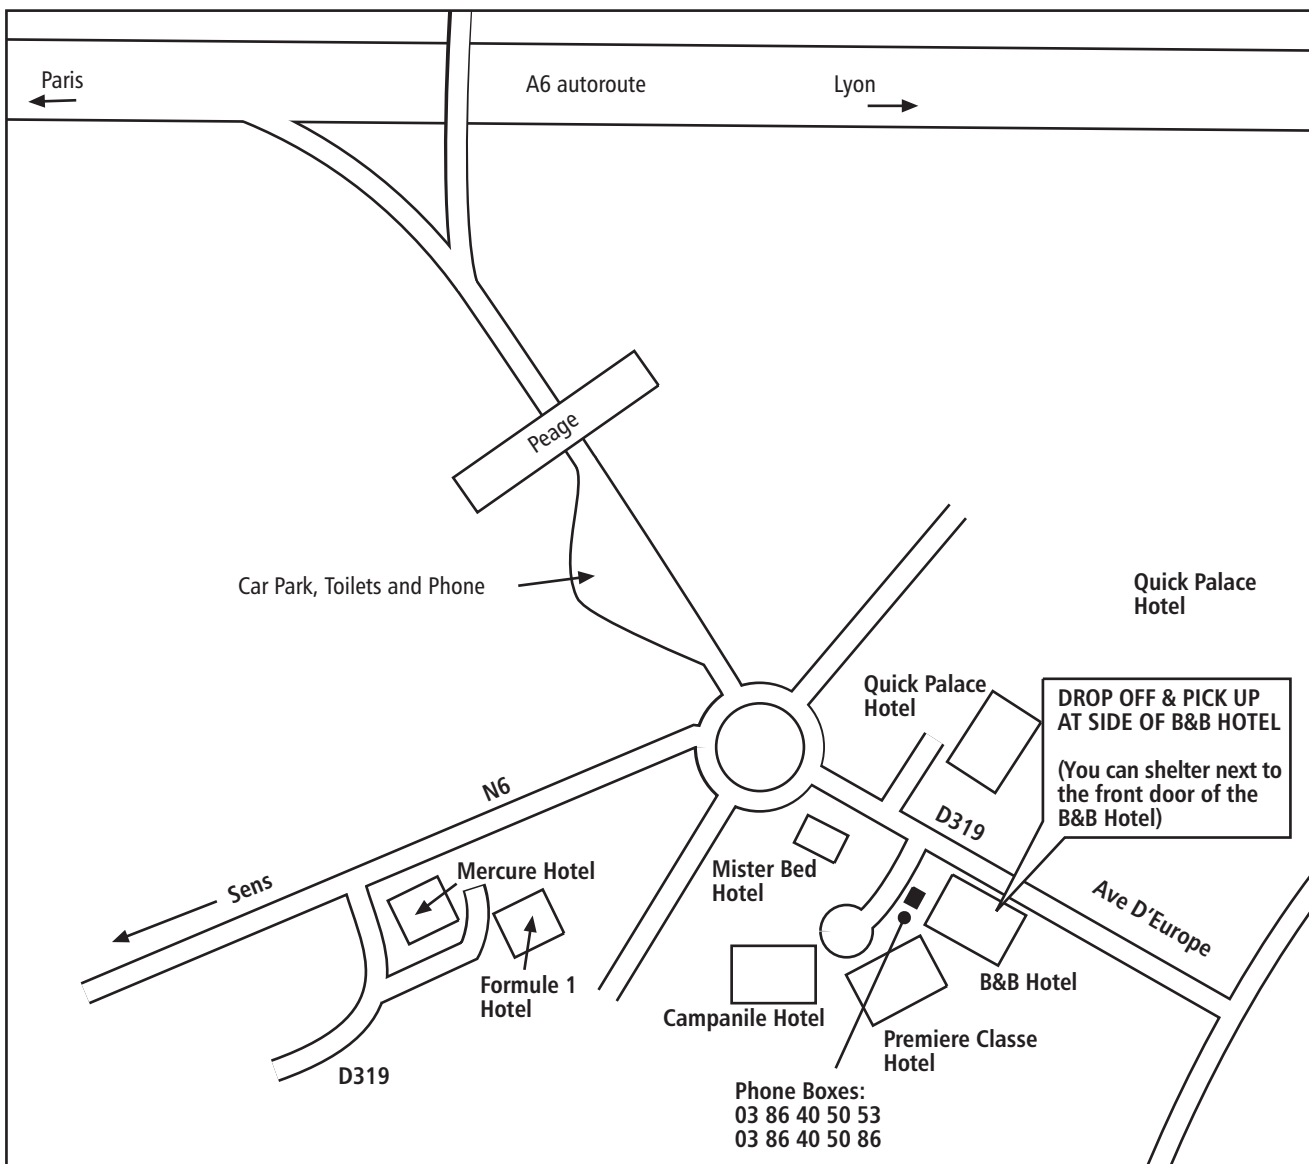 Paris
A6 autoroute
Lyon
Peage
Car Park, Toilets and Phone
Quick Palace
Hotel
Quick Palace
Hotel
DROP OFF & PICK UP
AT SIDE OF B&B HOTEL
(You can shelter next to
the front door of the
B&B Hotel)
N6
D319
Sens
Mercure Hotel
Mister Bed
Hotel
Ave D'Europe
Formule 1
Hotel
B&B Hotel
Campanile Hotel
Premiere Classe
Hotel
D319
Phone Boxes:
03 86 40 50 53
03 86 40 50 86